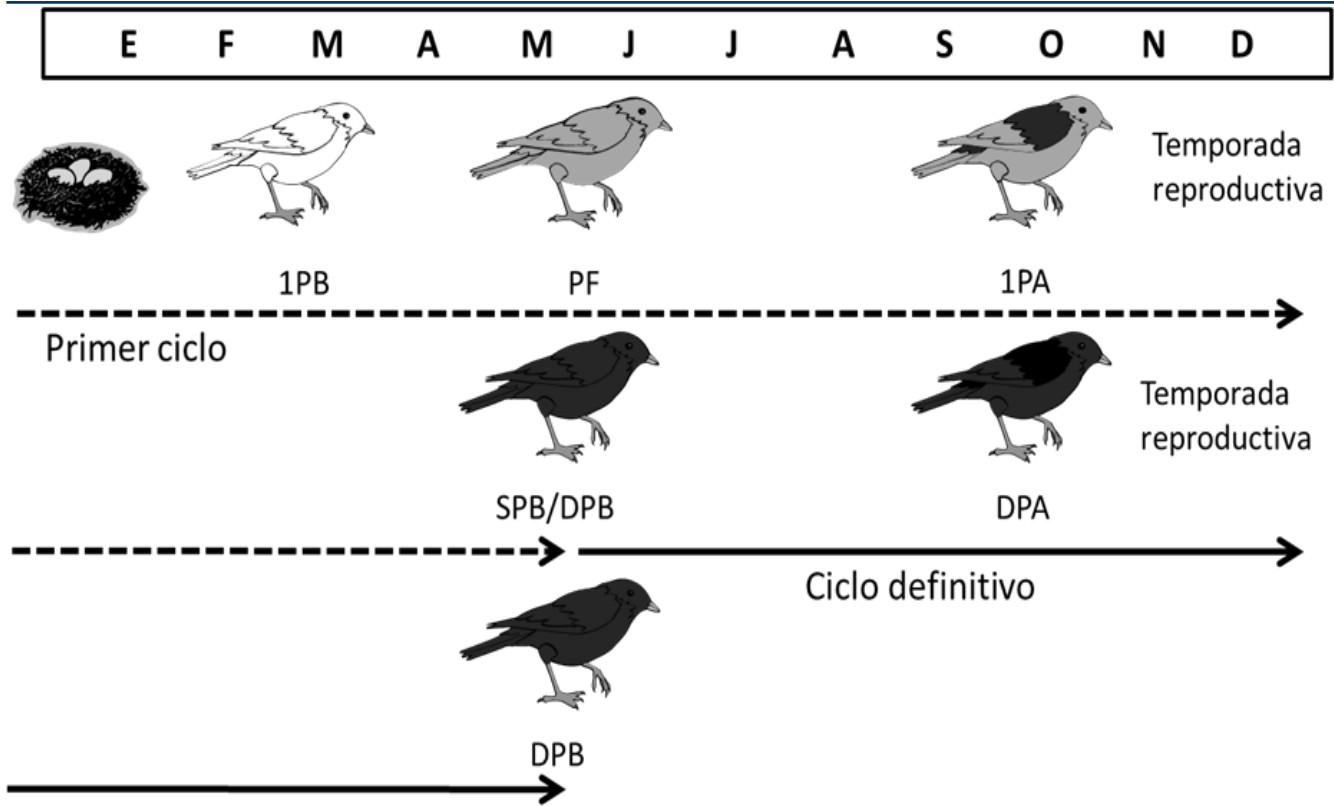 E F M A M J J A S O N D
Temporada
reproductiva
1PB PF 1PA
Primer ciclo
Temporada
reproductiva
SPB/DPB DPA
Ciclo definitivo
DPB